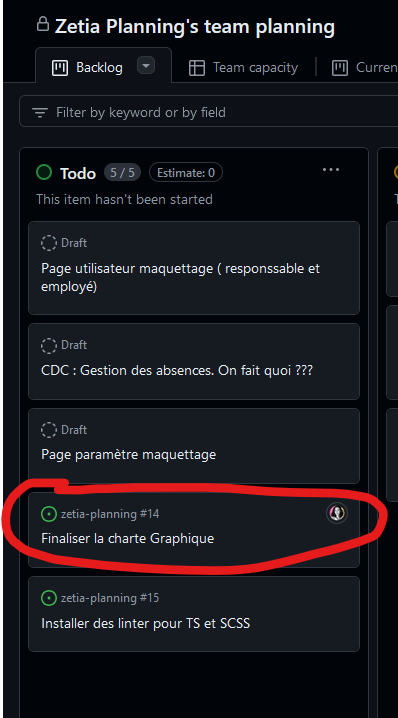 Zetia Planning's team planning
Backlog
Team capacity
Curren
Filter by keyword or by field
Todo 5 / 5 Estimate: 0
This item hasn't been started
Draft
Page utilisateur maquettage ( responssable et
employé)
Draft
CDC : Gestion des absences. On fait quoi ???
Draft
Page paramètre maquettage
zetia-planning #14
Finaliser la charte Graphique
zetia-planning #15
Installer des linter pour TS et SCSS